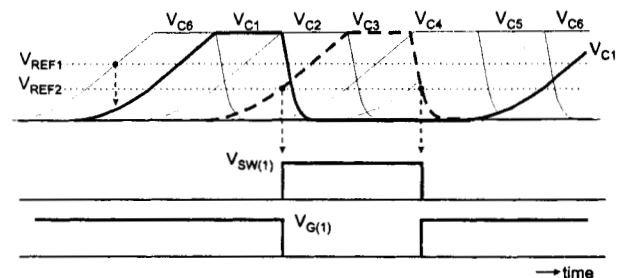 V_C6 V_C1 V_C2 V_C3 V_C4 V_C5 V_C6
V_REF1
V_C1
V_REF2
V_SW(1)
V_G(1)
time